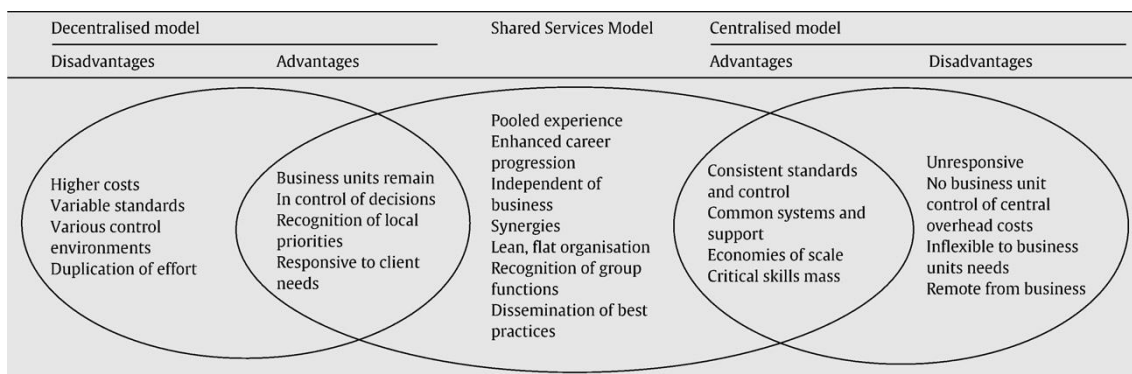 Decentralised model
Shared Services Model
Centralised model
Disadvantages
Advantages
Advantages
Disadvantages
Higher costs
Variable standards
Various control
environments
Duplication of effort
Business units remain
In control of decisions
Recognition of local
priorities
Responsive to client
needs
Pooled experience
Enhanced career
progression
Independent of
business
Synergies
Lean, flat organisation
Recognition of group
functions
Dissemination of best
practices
Consistent standards
and control
Common systems and
support
Economies of scale
Critical skills mass
Unresponsive
No business unit
control of central
overhead costs
Inflexible to business
units needs
Remote from business